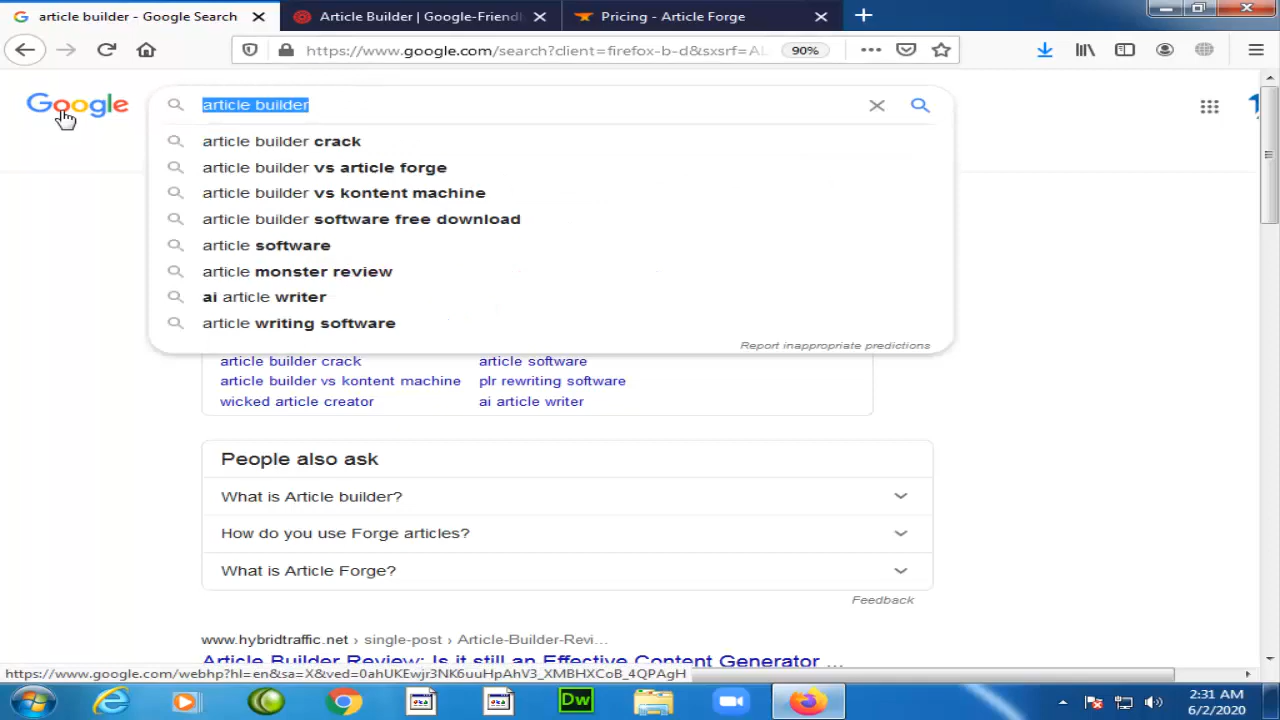 article builder - Google Search
Article Builder | Google-Friendl
Pricing - Article Forge
https://www.google.com/search?client=firefox-b-d&sxsrf=AL
90%
Google
article builder
article builder crack
article builder vs article forge
article builder vs kontent machine
article builder software free download
article software
article monster review
ai article writer
article writing software
Report inappropriate predictions
article builder crack
article software
article builder vs kontent machine
plr rewriting software
wicked article creator
ai article writer
People also ask
What is Article builder?
How do you use Forge articles?
What is Article Forge?
Feedback
www.hybridtraffic.net › single-post › Article-Builder-Revi...
Article Builder Review: Is it still an Effective Content Generator ...
https://www.google.com/webhp?hl=en&sa=X&ved=0ahUKEwjr3NK6uuHpAhV3_XMBHXCoB_4QPAgH
Dw
2:31 AM
6/2/2020